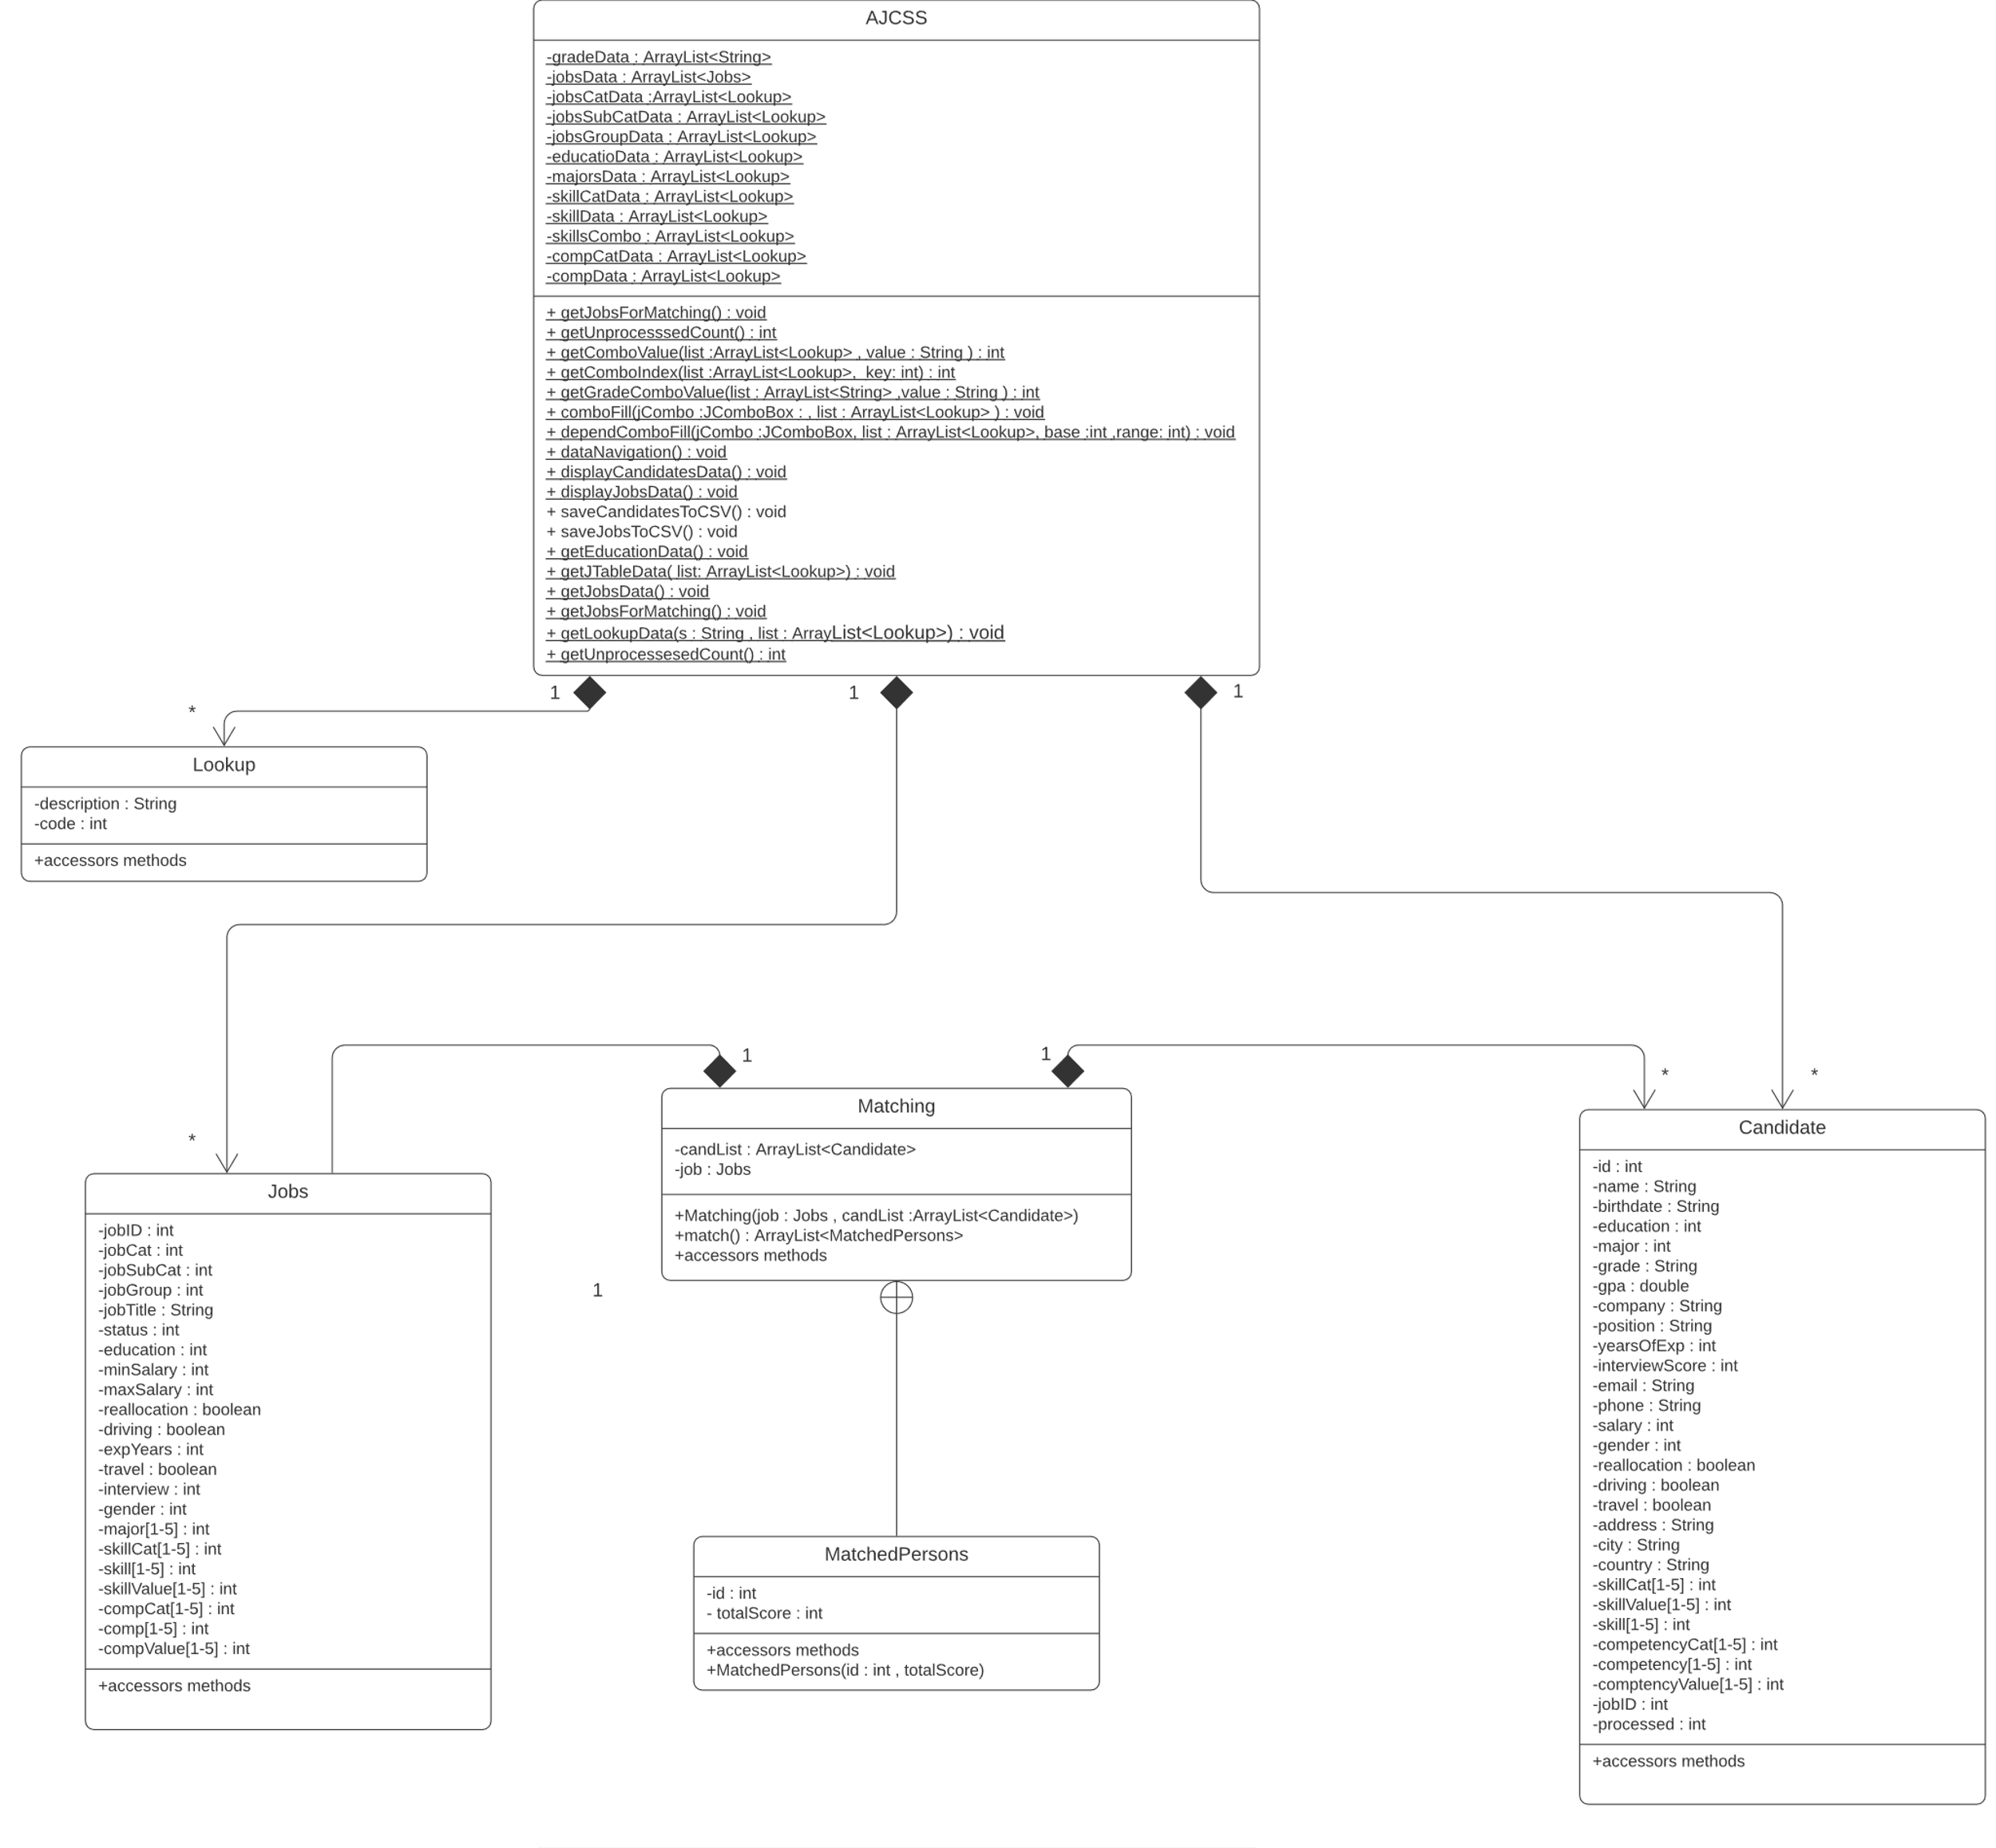 AJCSS
-gradeData : ArrayList<String>
-jobsData : ArrayList<Jobs>
-jobsCatData :ArrayList<Lookup>
-jobsSubCatData : ArrayList<Lookup>
-jobsGroupData : ArrayList<Lookup>
-educatioData : ArrayList<Lookup>
-majorsData : ArrayList<Lookup>
-skillCatData : ArrayList<Lookup>
-skillData : ArrayList<Lookup>
-skillsCombo : ArrayList<Lookup>
-compCatData : ArrayList<Lookup>
-compData : ArrayList<Lookup>
+ getJobsForMatching() : void
+ getUnprocesssedCount() : int
+ getComboValue(list :ArrayList<Lookup> , value : String ) : int
+ getComboIndex(list :ArrayList<Lookup>,  key: int) : int
+ getGradeComboValue(list : ArrayList<String> ,value : String ) : int
+ comboFill(jCombo :JComboBox : , list : ArrayList<Lookup> ) : void
+ dependComboFill(jCombo :JComboBox, list : ArrayList<Lookup>, base :int ,range: int) : void
+ dataNavigation() : void
+ displayCandidatesData() : void
+ displayJobsData() : void
+ saveCandidatesToCSV() : void
+ saveJobsToCSV() : void
+ getEducationData() : void
+ getJTableData( list: ArrayList<Lookup>) : void
+ getJobsData() : void
+ getJobsForMatching() : void
+ getLookupData(s : String , list : ArrayList<Lookup>) : void
+ getUnprocessesedCount() : int
1
1
1
*
Lookup
-description : String
-code : int
+accessors methods
1
1
*
*
*
Matching
-candList : ArrayList<Candidate>
-job : Jobs
+Matching(job : Jobs , candList :ArrayList<Candidate>)
+match() : ArrayList<MatchedPersons>
+accessors methods
1
Jobs
-jobID : int
-jobCat : int
-jobSubCat : int
-jobGroup : int
-jobTitle : String
-status : int
-education : int
-minSalary : int
-maxSalary : int
-reallocation : boolean
-driving : boolean
-expYears : int
-travel : boolean
-interview : int
-gender : int
-major[1-5] : int
-skillCat[1-5] : int
-skill[1-5] : int
-skillValue[1-5] : int
-compCat[1-5] : int
-comp[1-5] : int
-compValue[1-5] : int
+accessors methods
MatchedPersons
-id : int
- totalScore : int
+accessors methods
+MatchedPersons(id : int , totalScore)
Candidate
-id : int
-name : String
-birthdate : String
-education : int
-major : int
-grade : String
-gpa : double
-company : String
-position : String
-yearsOfExp : int
-interviewScore : int
-email : String
-phone : String
-salary : int
-gender : int
-reallocation : boolean
-driving : boolean
-travel : boolean
-address : String
-city : String
-country : String
-skillCat[1-5] : int
-skillValue[1-5] : int
-skill[1-5] : int
-competencyCat[1-5] : int
-competency[1-5] : int
-comptencyValue[1-5] : int
-jobID : int
-processed : int
+accessors methods